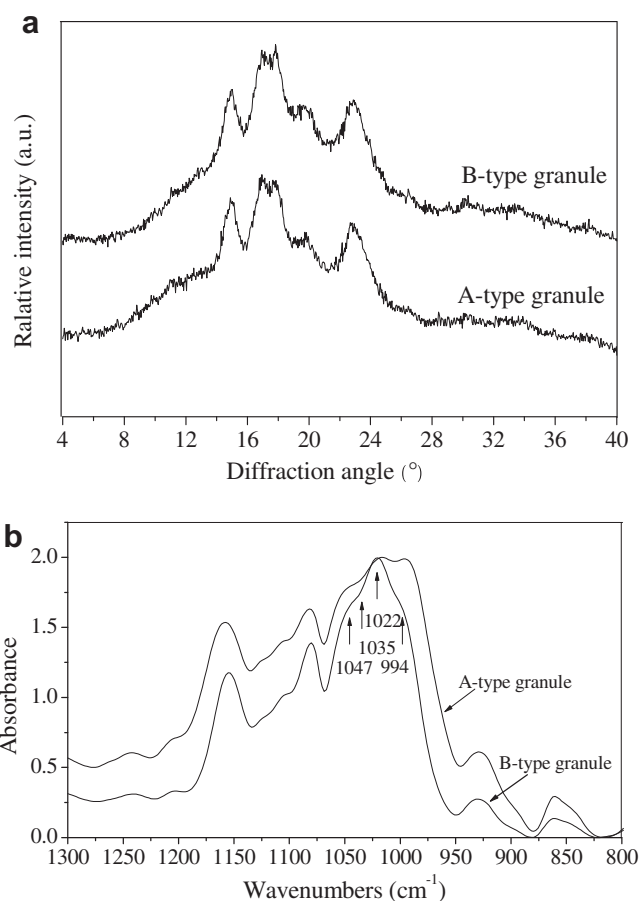 a
Ralative intensity (a.u.)
B-type granule
A-type granule
4 8 12 16 20 24 28 32 36 40
Diffraction angle (°)
b
Absorbance
2.0
1.5
1.0
0.5
0.0
1022
1035
1047 994
A-type granule
B-type granule
1300 1250 1200 1150 1100 1050 1000 950 900 850 800
Wavenumbers (cm⁻¹)